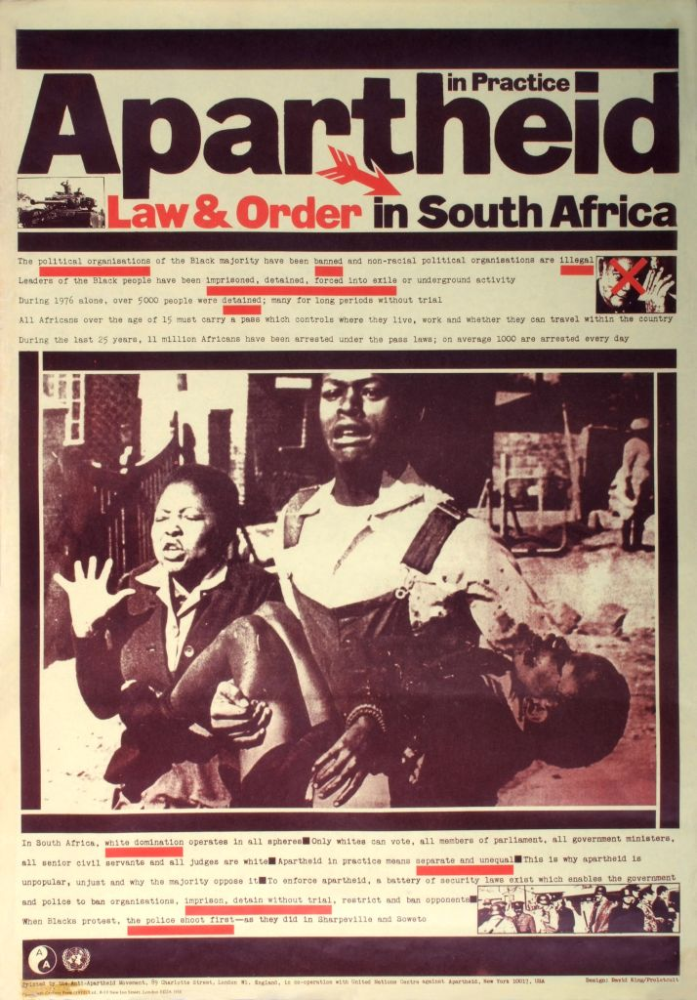 in Practice
Apartheid
Law & Order in South Africa
The political organisations of the Black majority have been banned and non-racial political organisations are illegal
Leaders of the Black people have been imprisoned, detained, forced into exile or underground activity
During 1976 alone, over 5000 people were detained; many for long periods without trial
All Africans over the age of 15 must carry a pass which controls where they live, work and whether they can travel within the country
During the last 25 years, 11 million Africans have been arrested under the pass laws; on average 1000 are arrested every day
In South Africa, white domination operates in all spheres■Only whites can vote, all members of parliament, all government ministers,
all senior civil servants and all judges are white■Apartheid in practice means separate and unequal■This is why apartheid is
unpopular, unjust and why the majority oppose it■To enforce apartheid, a battery of security laws exist which enables the government
and police to ban organisations, imprison, detain without trial, restrict and ban opponents■
When Blacks protest, the police shoot first—as they did in Sharpeville and Soweto
A A
Printed by the Anti-Apartheid Movement, 89 Charlotte Street, London W1, England, in co-operation with United Nations Centre against Apartheid, New York 10017, USA
Design: David King/Proletruit
Ltd, 8-10 New Inn Street, London EC2A